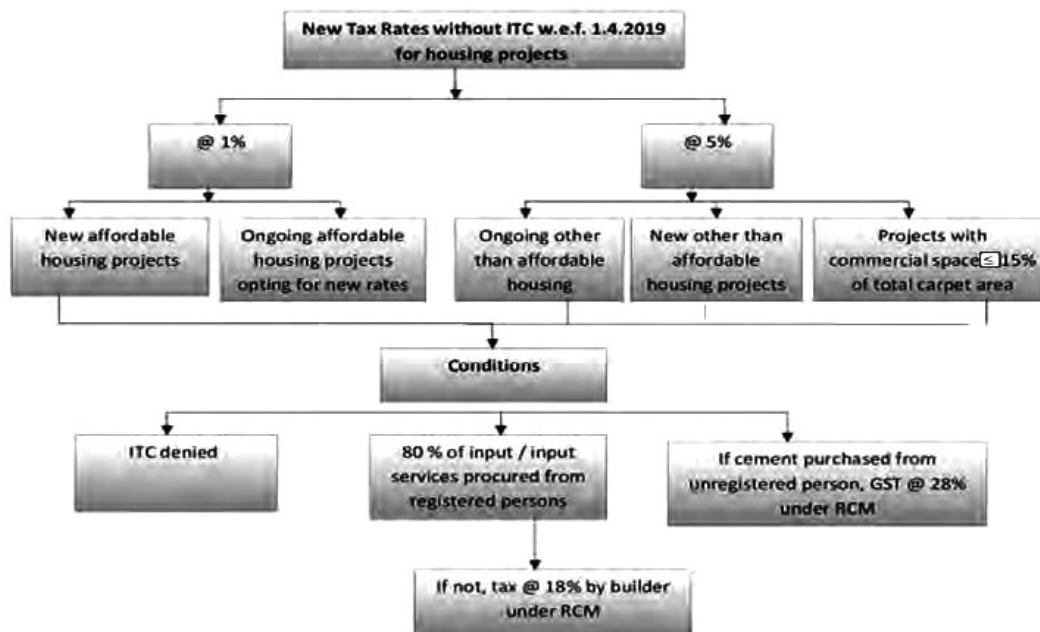 New Tax Rates without ITC w.e.f. 1.4.2019
for housing projects
@ 1%
@ 5%
New affordable
housing projects
Ongoing affordable
housing projects
opting for new rates
Ongoing other
than affordable
housing
New other than
affordable
housing projects
Projects with
commercial space ≤ 15%
of total carpet area
Conditions
ITC denied
80 % of input / input
services procured from
registered persons
If cement purchased from
unregistered person, GST @ 28%
under RCM
If not, tax @ 18% by builder
under RCM